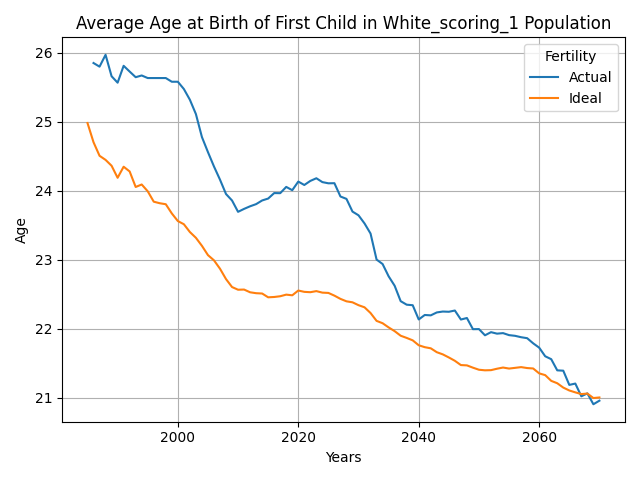 Average Age at Birth of First Child in White_scoring_1 Population
Fertility
Actual
Ideal
Age
26
25
24
23
22
21
2000
2020
2040
2060
Years